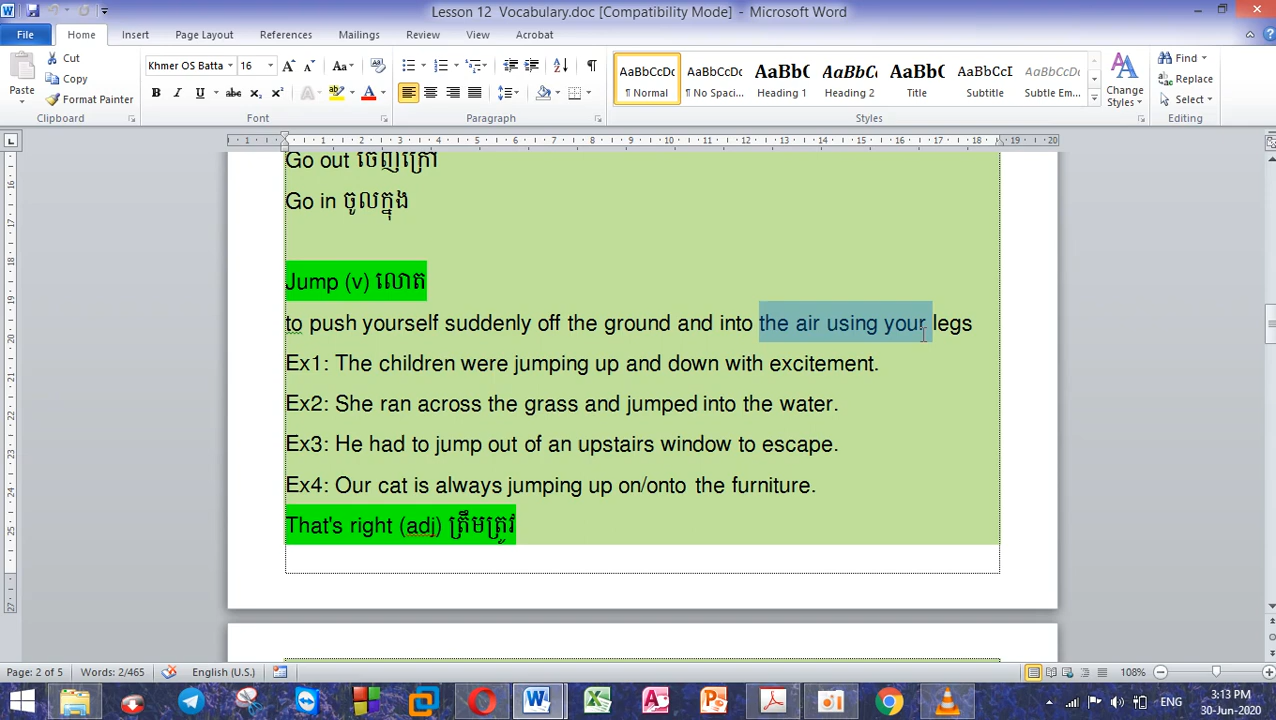 Lesson 12 Vocabulary.doc [Compatibility Mode] - Microsoft Word
File Home Insert Page Layout References Mailings Review View Acrobat
Paste
Cut
Copy
Format Painter
Clipboard
Khmer OS Batta 16
Font
Paragraph
AaBbCcDc AaBbCcDc AaBbC AaBbCc AaBbC AaBbCcDc AaBbCcDc
¶ Normal ¶ No Spaci... Heading 1 Heading 2 Title Subtitle Subtle Em...
Styles
Change Styles
Find
Replace
Select
Editing
Go out ចេញក្រៅ
Go in ចូលក្នុង
Jump (v) លោត
to push yourself suddenly off the ground and into the air using your legs
Ex1: The children were jumping up and down with excitement.
Ex2: She ran across the grass and jumped into the water.
Ex3: He had to jump out of an upstairs window to escape.
Ex4: Our cat is always jumping up on/onto the furniture.
That's right (adj) ត្រឹមត្រូវ
Page: 2 of 5 Words: 2/465 English (U.S.) 108%
ENG
3:13 PM
30-Jun-2020